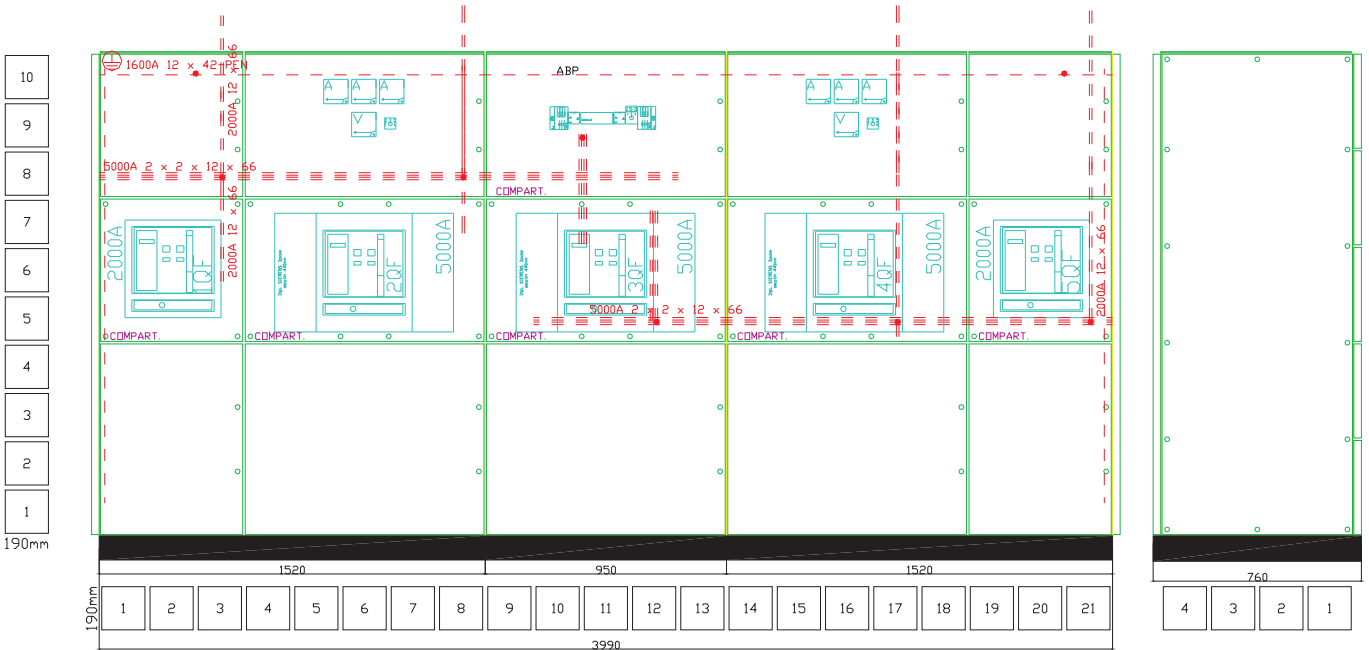 10
9
8
7
6
5
4
3
2
1
190mm
1600A 12 x 42-PEN
2000A 12 x 66
A A A
V
ABP
A A A
V
5000A 2 x 2 x 12 x 66
COMPART.
2000A
1QF
2000A 12 x 66
2QF
5000A
3QF
5000A
4QF
5000A
2000A
5QF
2000A 12 x 66
5000A 2 x 2 x 12 x 66
COMPART.
COMPART.
COMPART.
COMPART.
COMPART.
1520
950
1520
760
190mm
1 2 3 4 5 6 7 8 9 10 11 12 13 14 15 16 17 18 19 20 21
4 3 2 1
3990